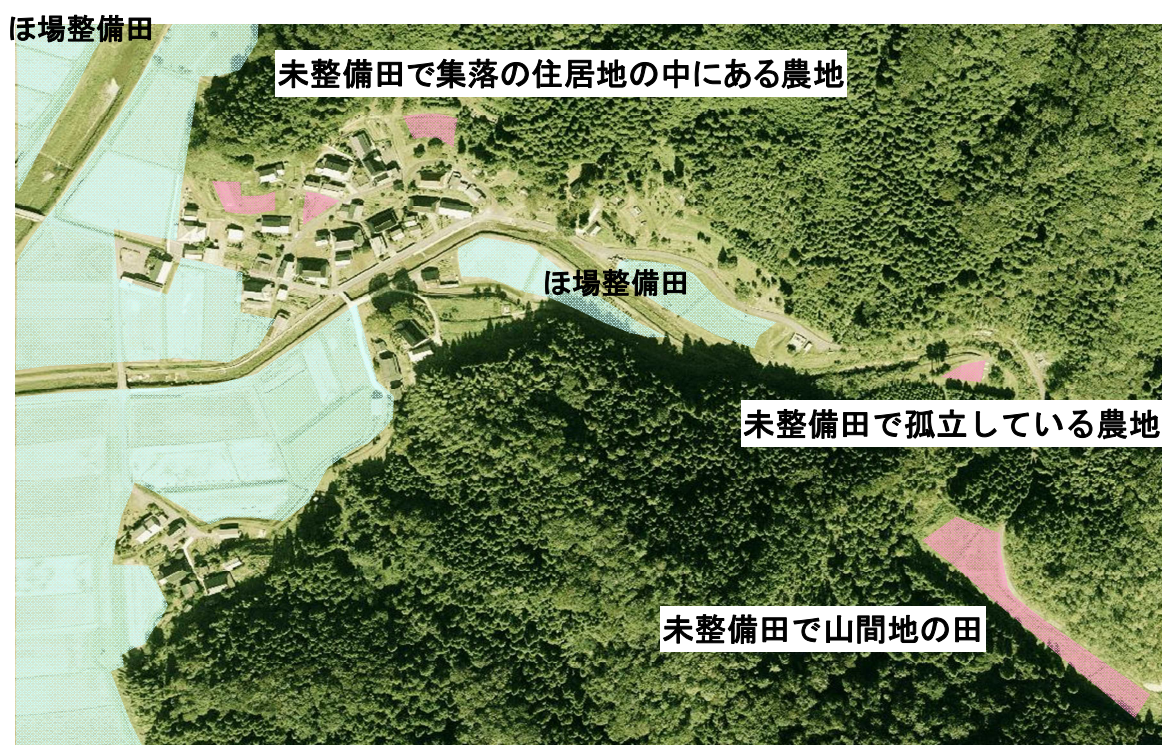 ほ場整備田
未整備田で集落の住居地の中にある農地
ほ場整備田
未整備田で孤立している農地
未整備田で山間地の田